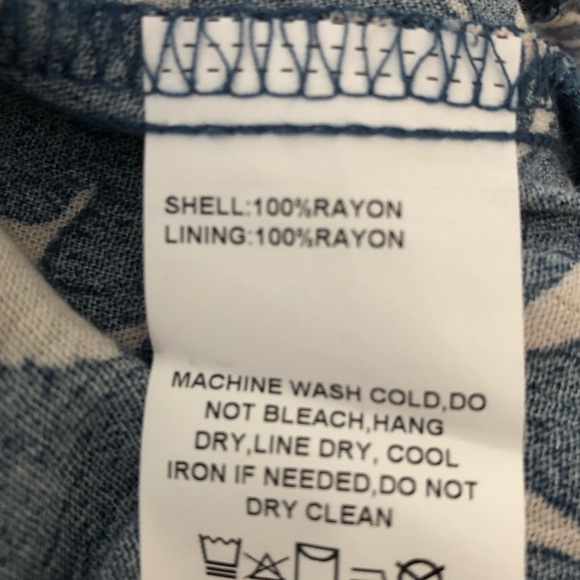 SHELL:100%RAYON
LINING:100%RAYON
MACHINE WASH COLD,DO
NOT BLEACH,HANG
DRY,LINE DRY, COOL
IRON IF NEEDED,DO NOT
DRY CLEAN